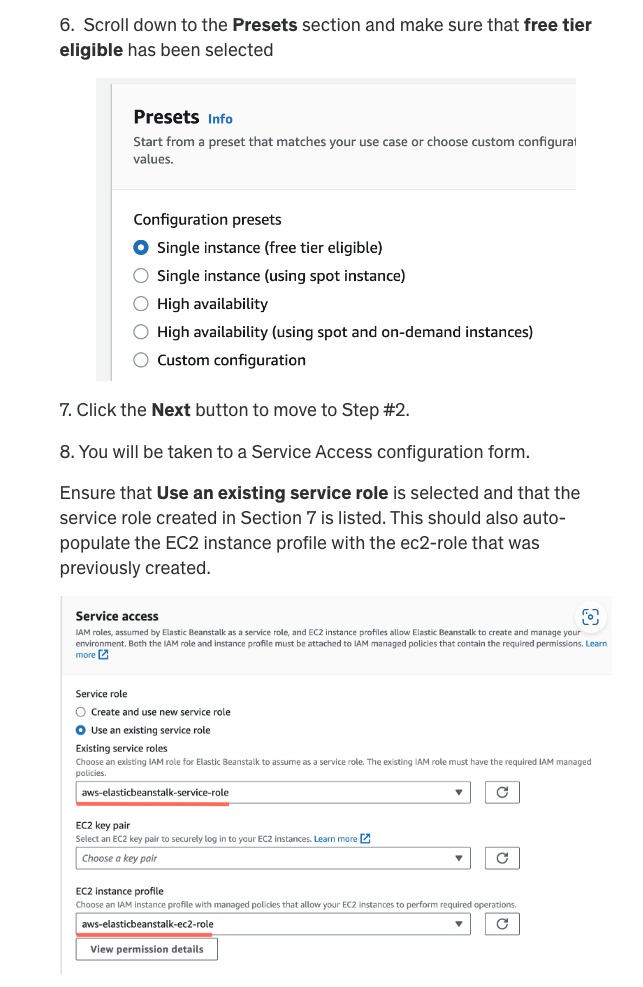 6. Scroll down to the Presets section and make sure that free tier
eligible has been selected
Presets Info
Start from a preset that matches your use case or choose custom configurat
values.
Configuration presets
Single instance (free tier eligible)
Single instance (using spot instance)
High availability
High availability (using spot and on-demand instances)
Custom configuration
7. Click the Next button to move to Step #2.
8. You will be taken to a Service Access configuration form.
Ensure that Use an existing service role is selected and that the
service role created in Section 7 is listed. This should also auto-
populate the EC2 instance profile with the ec2-role that was
previously created.
Service access
IAM roles, assumed by Elastic Beanstalk as a service role, and EC2 instance profiles allow Elastic Beanstalk to create and manage your
environment. Both the IAM role and instance profile must be attached to IAM managed policies that contain the required permissions. Learn
more
Service role
Create and use new service role
Use an existing service role
Existing service roles
Choose an existing IAM role for Elastic Beanstalk to assume as a service role. The existing IAM role must have the required IAM managed
policies.
aws-elasticbeanstalk-service-role
EC2 key pair
Select an EC2 key pair to securely log in to your EC2 instances. Learn more
Choose a key pair
EC2 instance profile
Choose an IAM instance profile with managed policies that allow your EC2 instances to perform required operations.
aws-elasticbeanstalk-ec2-role
View permission details